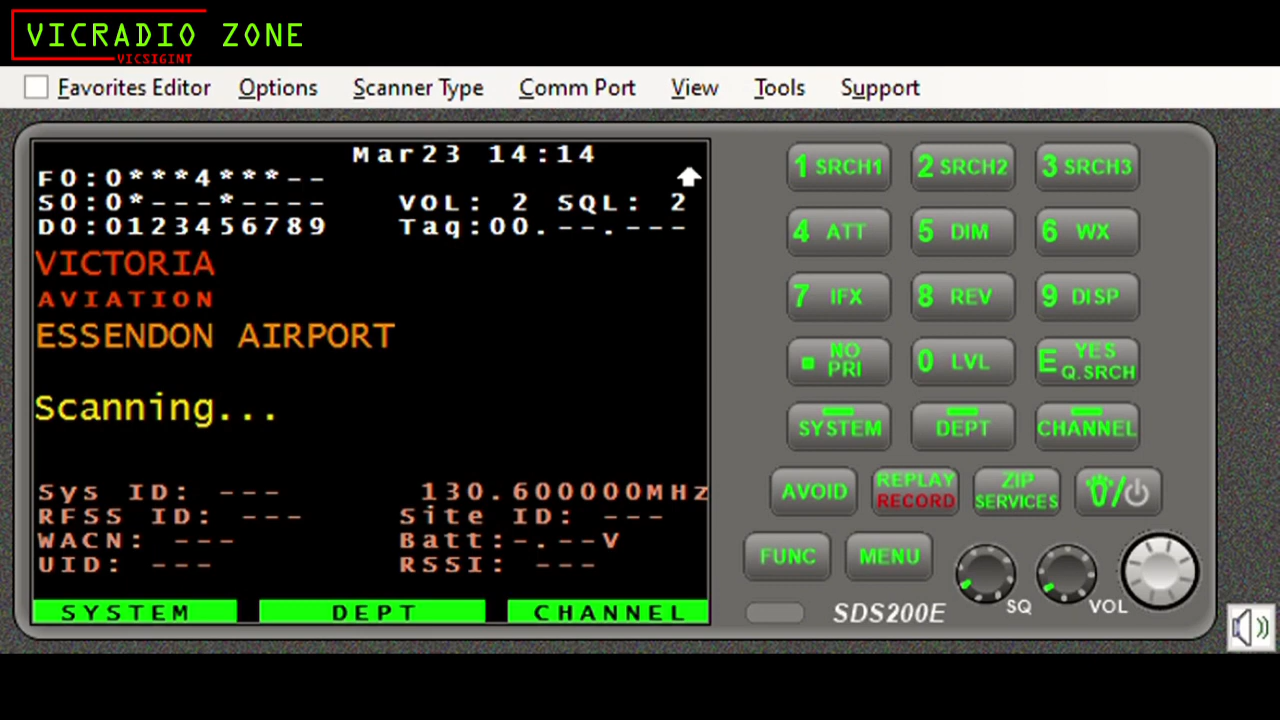 VICRADIO ZONE
VICSIGINT
Favorites Editor Options Scanner Type Comm Port View Tools Support
Mar23 14:14
F0:0***4***--
S0:0*---*---- VOL: 2 SQL: 2
D0:0123456789 Taq:00.--.---
VICTORIA
AVIATION
ESSENDON AIRPORT
Scanning...
Sys ID: --- 130.600000MHz
RFSS ID: --- Site ID: ---
WACN: --- Batt:-.--V
UID: --- RSSI: ---
SYSTEM DEPT CHANNEL
1 SRCH1 2 SRCH2 3 SRCH3
4 ATT 5 DIM 6 WX
7 IFX 8 REV 9 DISP
. NO PRI 0 LVL E YES Q.SRCH
SYSTEM DEPT CHANNEL
AVOID REPLAY RECORD ZIP SERVICES
FUNC MENU
SQ VOL
SDS200E